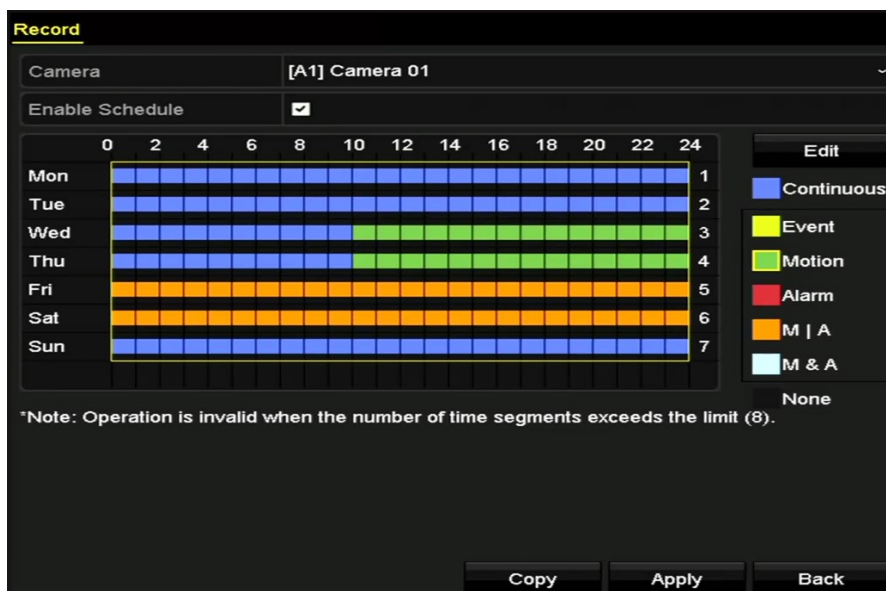 Record
Camera [A1] Camera 01
Enable Schedule
0 2 4 6 8 10 12 14 16 18 20 22 24
Edit
Mon 1
Continuous
Tue 2
Event
Wed 3
Thu 4
Motion
Fri 5
Alarm
Sat 6
M | A
Sun 7
M & A
None
*Note: Operation is invalid when the number of time segments exceeds the limit (8).
Copy Apply Back